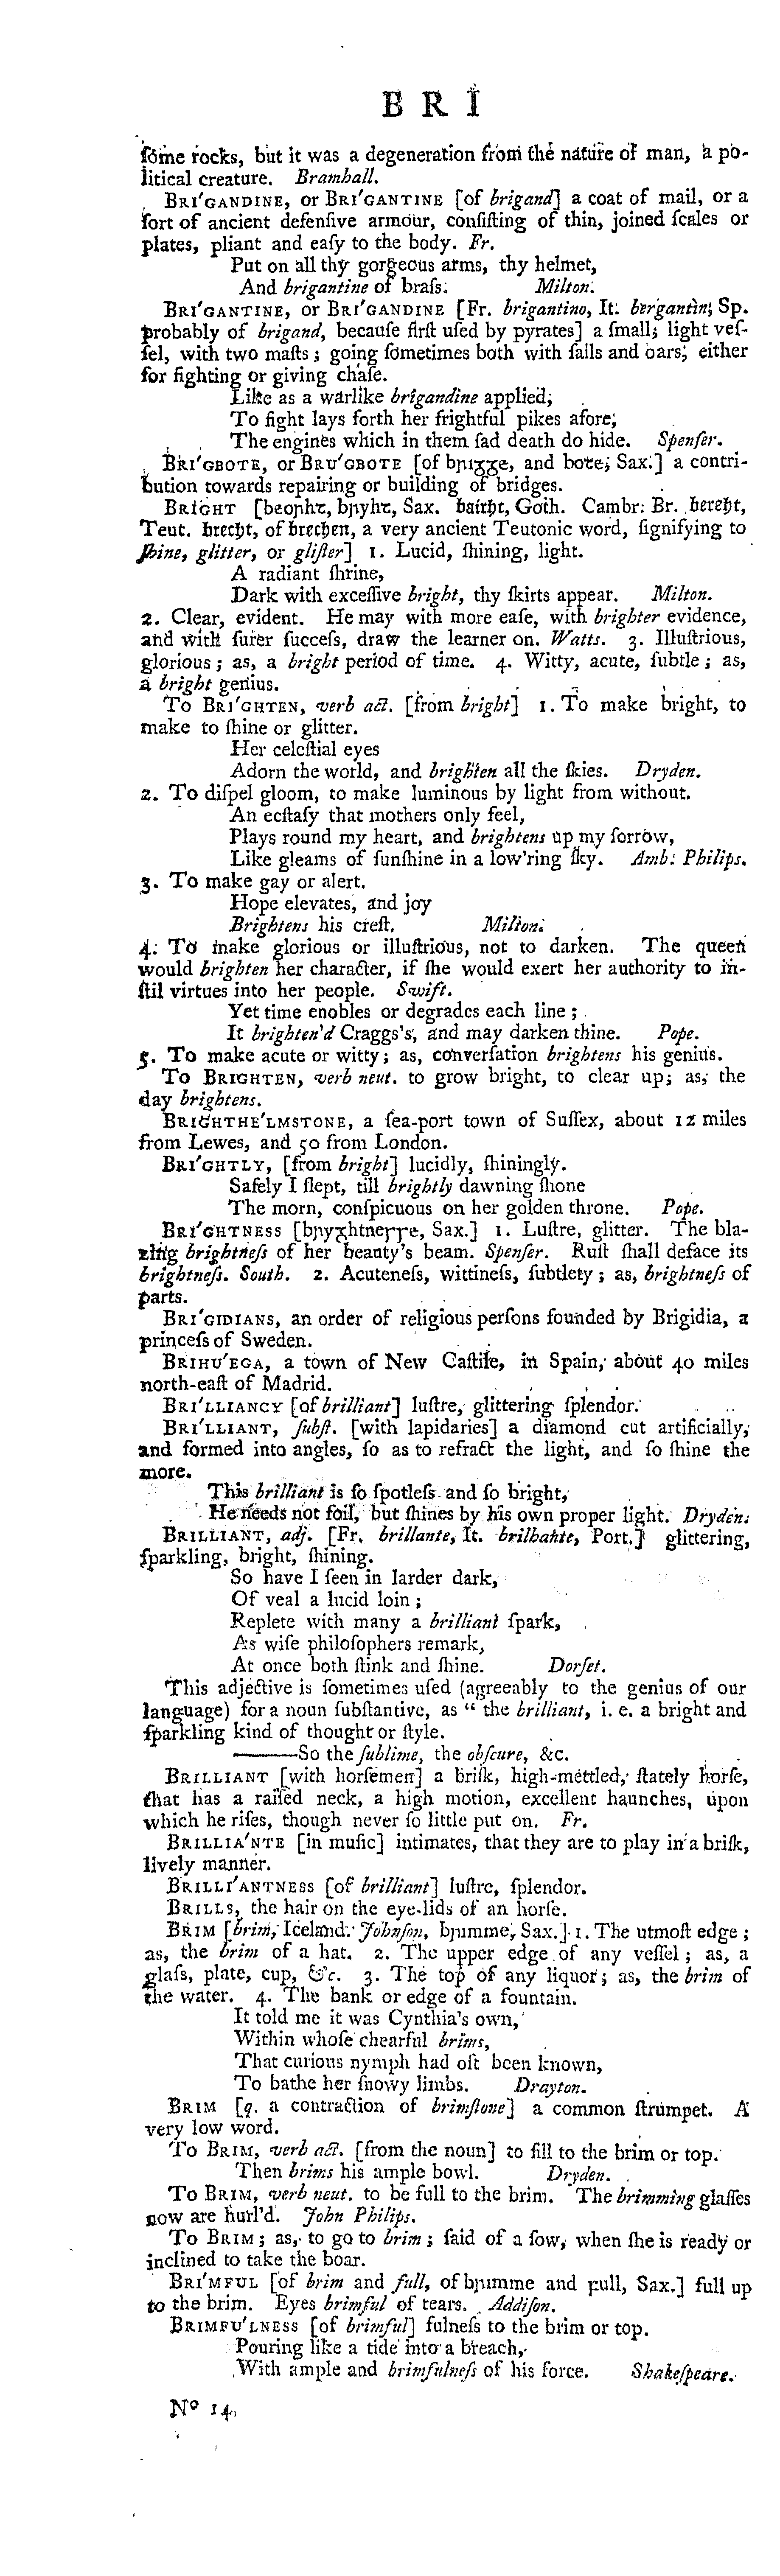 B R I
ſome rocks, but it was a degeneration from the nature of man, a po-
litical creature. Bramhall.
BRI'GANDINE, or BRI'GANTINE [of brigand] a coat of mail, or a
ſort of ancient defenſive armour, conſiſting of thin, joined ſcales or
plates, pliant and eaſy to the body. Fr.
Put on all thy gorgeous arms, thy helmet,
And brigantine of braſs. Milton.
BRI'GANTINE, or BRI'GANDINE [Fr. brigantino, It. bergantin, Sp.
probably of brigand, becauſe firſt uſed by pyrates] a ſmall, light veſ-
ſel, with two maſts; going ſometimes both with ſails and oars, either
for fighting or giving chaſe.
Like as a warlike brigandine applied,
To fight lays forth her frightful pikes afore,
The engines which in them ſad death do hide. Spenſer.
BRI'GBOTE, or BRU'GBOTE [of bꞃiᵹᵹe, and bote, Sax.] a contri-
bution towards repairing or building of bridges.
BRIGHT [beoꞃhꞇ, bꞃyhꞇ, Sax. bairht, Goth. Cambr. Br. bereht,
Teut. brecht, of brechen, a very ancient Teutonic word, ſignifying to
ſhine, glitter, or gliſter] 1. Lucid, ſhining, light.
A radiant ſhrine,
Dark with exceſſive bright, thy ſkirts appear. Milton.
2. Clear, evident. He may with more eaſe, with brighter evidence,
and with ſurer ſucceſs, draw the learner on. Watts. 3. Illuſtrious,
glorious; as, a bright period of time. 4. Witty, acute, ſubtle; as,
a bright genius.
To BRI'GHTEN, verb act. [from bright] 1. To make bright, to
make to ſhine or glitter.
Her celeſtial eyes
Adorn the world, and brighten all the ſkies. Dryden.
2. To diſpel gloom, to make luminous by light from without.
An ecſtaſy that mothers only feel,
Plays round my heart, and brightens up my ſorrow,
Like gleams of ſunſhine in a low'ring ſky. Amb. Philips.
3. To make gay or alert.
Hope elevates, and joy
Brightens his creſt. Milton.
4. To make glorious or illuſtrious, not to darken. The queen
would brighten her character, if ſhe would exert her authority to in-
ſtil virtues into her people. Swift.
Yet time enobles or degrades each line;
It brighten'd Craggs's, and may darken thine. Pope.
5. To make acute or witty; as, converſation brightens his genius.
To BRIGHTEN, verb neut. to grow bright, to clear up; as, the
day brightens.
BRIGHTHE'LMSTONE, a ſea-port town of Suſſex, about 12 miles
from Lewes, and 50 from London.
BRI'GHTLY, [from bright] lucidly, ſhiningly.
Safely I ſlept, till brightly dawning ſhone
The morn, conſpicuous on her golden throne. Pope.
BRI'GHTNESS [bꞃyᵹhtneꞅꞅe, Sax.] 1. Luſtre, glitter. The bla-
zing brightneſs of her beauty's beam. Spenſer. Ruſt ſhall deface its
brightneſs. South. 2. Acuteneſs, wittineſs, ſubtlety; as, brightneſs of
parts.
BRI'GIDIANS, an order of religious perſons founded by Brigidia, a
princeſs of Sweden.
BRIHU'EGA, a town of New Caſtile, in Spain, about 40 miles
north-eaſt of Madrid.
BRI'LLIANCY [of brilliant] luſtre, glittering ſplendor.
BRI'LLIANT, ſubſt. [with lapidaries] a diamond cut artificially,
and formed into angles, ſo as to refract the light, and ſo ſhine the
more.
This brilliant is ſo ſpotleſs and ſo bright,
He needs not foil, but ſhines by his own proper light. Dryden.
BRILLIANT, adj. [Fr. brillante, It. brilhante, Port.] glittering,
ſparkling, bright, ſhining.
So have I ſeen in larder dark,
Of veal a lucid loin;
Replete with many a brilliant ſpark,
As wiſe philoſophers remark,
At once both ſtink and ſhine. Dorſet.
This adjective is ſometimes uſed (agreeably to the genius of our
language) for a noun ſubſtantive, as “ the brilliant, i. e. a bright and
ſparkling kind of thought or ſtyle.
———So the ſublime, the obſcure, &c.
BRILLIANT [with horſemen] a briſk, high-mettled, ſtately horſe,
that has a raiſed neck, a high motion, excellent haunches, upon
which he riſes, though never ſo little put on. Fr.
BRILLIA'NTE [in muſic] intimates, that they are to play in a briſk,
lively manner.
BRILLI'ANTNESS [of brilliant] luſtre, ſplendor.
BRILLS, the hair on the eye-lids of an horſe.
BRIM [brim, Iceland. Johnſon, bꞃımme, Sax.] 1. The utmoſt edge;
as, the brim of a hat. 2. The upper edge of any veſſel; as, a
glaſs, plate, cup, &c. 3. The top of any liquor; as, the brim of
the water. 4. The bank or edge of a fountain.
It told me it was Cynthia's own,
Within whoſe chearful brims,
That curious nymph had oft been known,
To bathe her ſnowy limbs. Drayton.
BRIM [q. a contraction of brimſtone] a common ſtrumpet. A
very low word.
To BRIM, verb act. [from the noun] to fill to the brim or top.
Then brims his ample bowl. Dryden.
To BRIM, verb neut. to be full to the brim. The brimming glaſſes
now are hurl'd. John Philips.
To BRIM; as, to go to brim; ſaid of a ſow, when ſhe is ready or
inclined to take the boar.
BRI'MFUL [of brim and full, of bꞃımme and ꝼull, Sax.] full up
to the brim. Eyes brimful of tears. Addiſon.
BRIMFU'LNESS [of brimful] fulneſs to the brim or top.
Pouring like a tide into a breach,
With ample and brimfulneſs of his force. Shakeſpeare.
Nº 14.